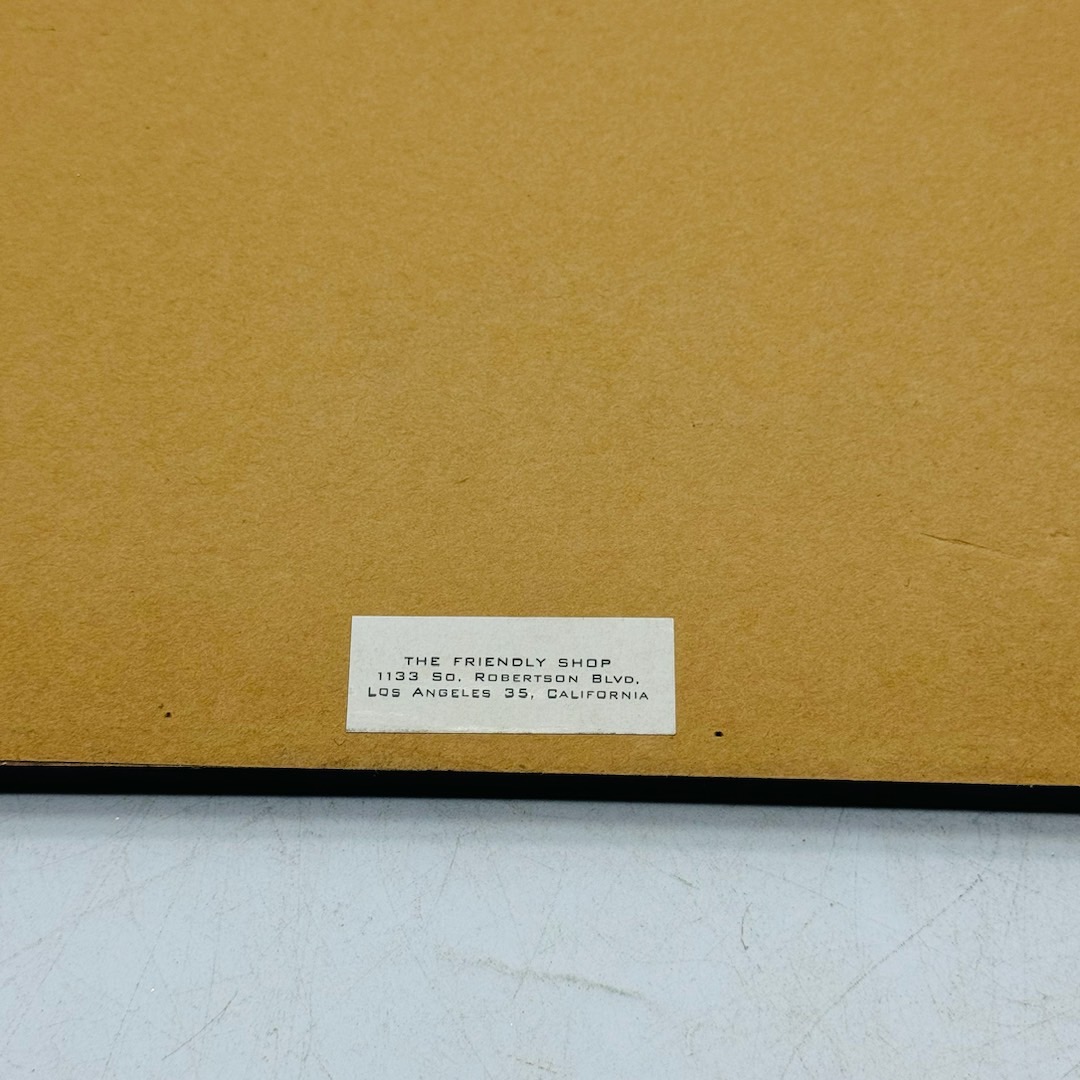 THE FRIENDLY SHOP
1133 SO. ROBERTSON BLVD.
LOS ANGELES 35, CALIFORNIA